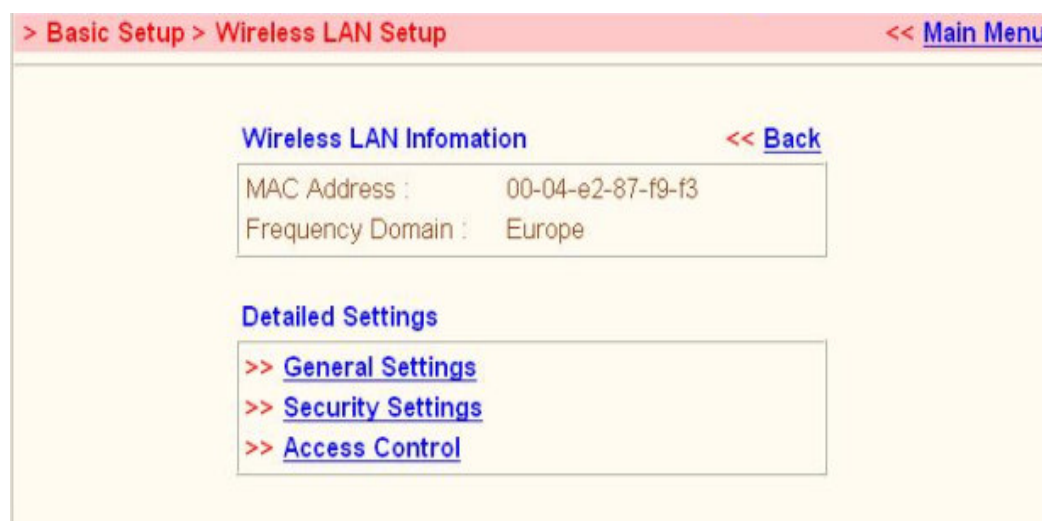 > Basic Setup > Wireless LAN Setup << Main Menu
Wireless LAN Infomation << Back
MAC Address : 00-04-e2-87-f9-f3
Frequency Domain : Europe
Detailed Settings
>> General Settings
>> Security Settings
>> Access Control